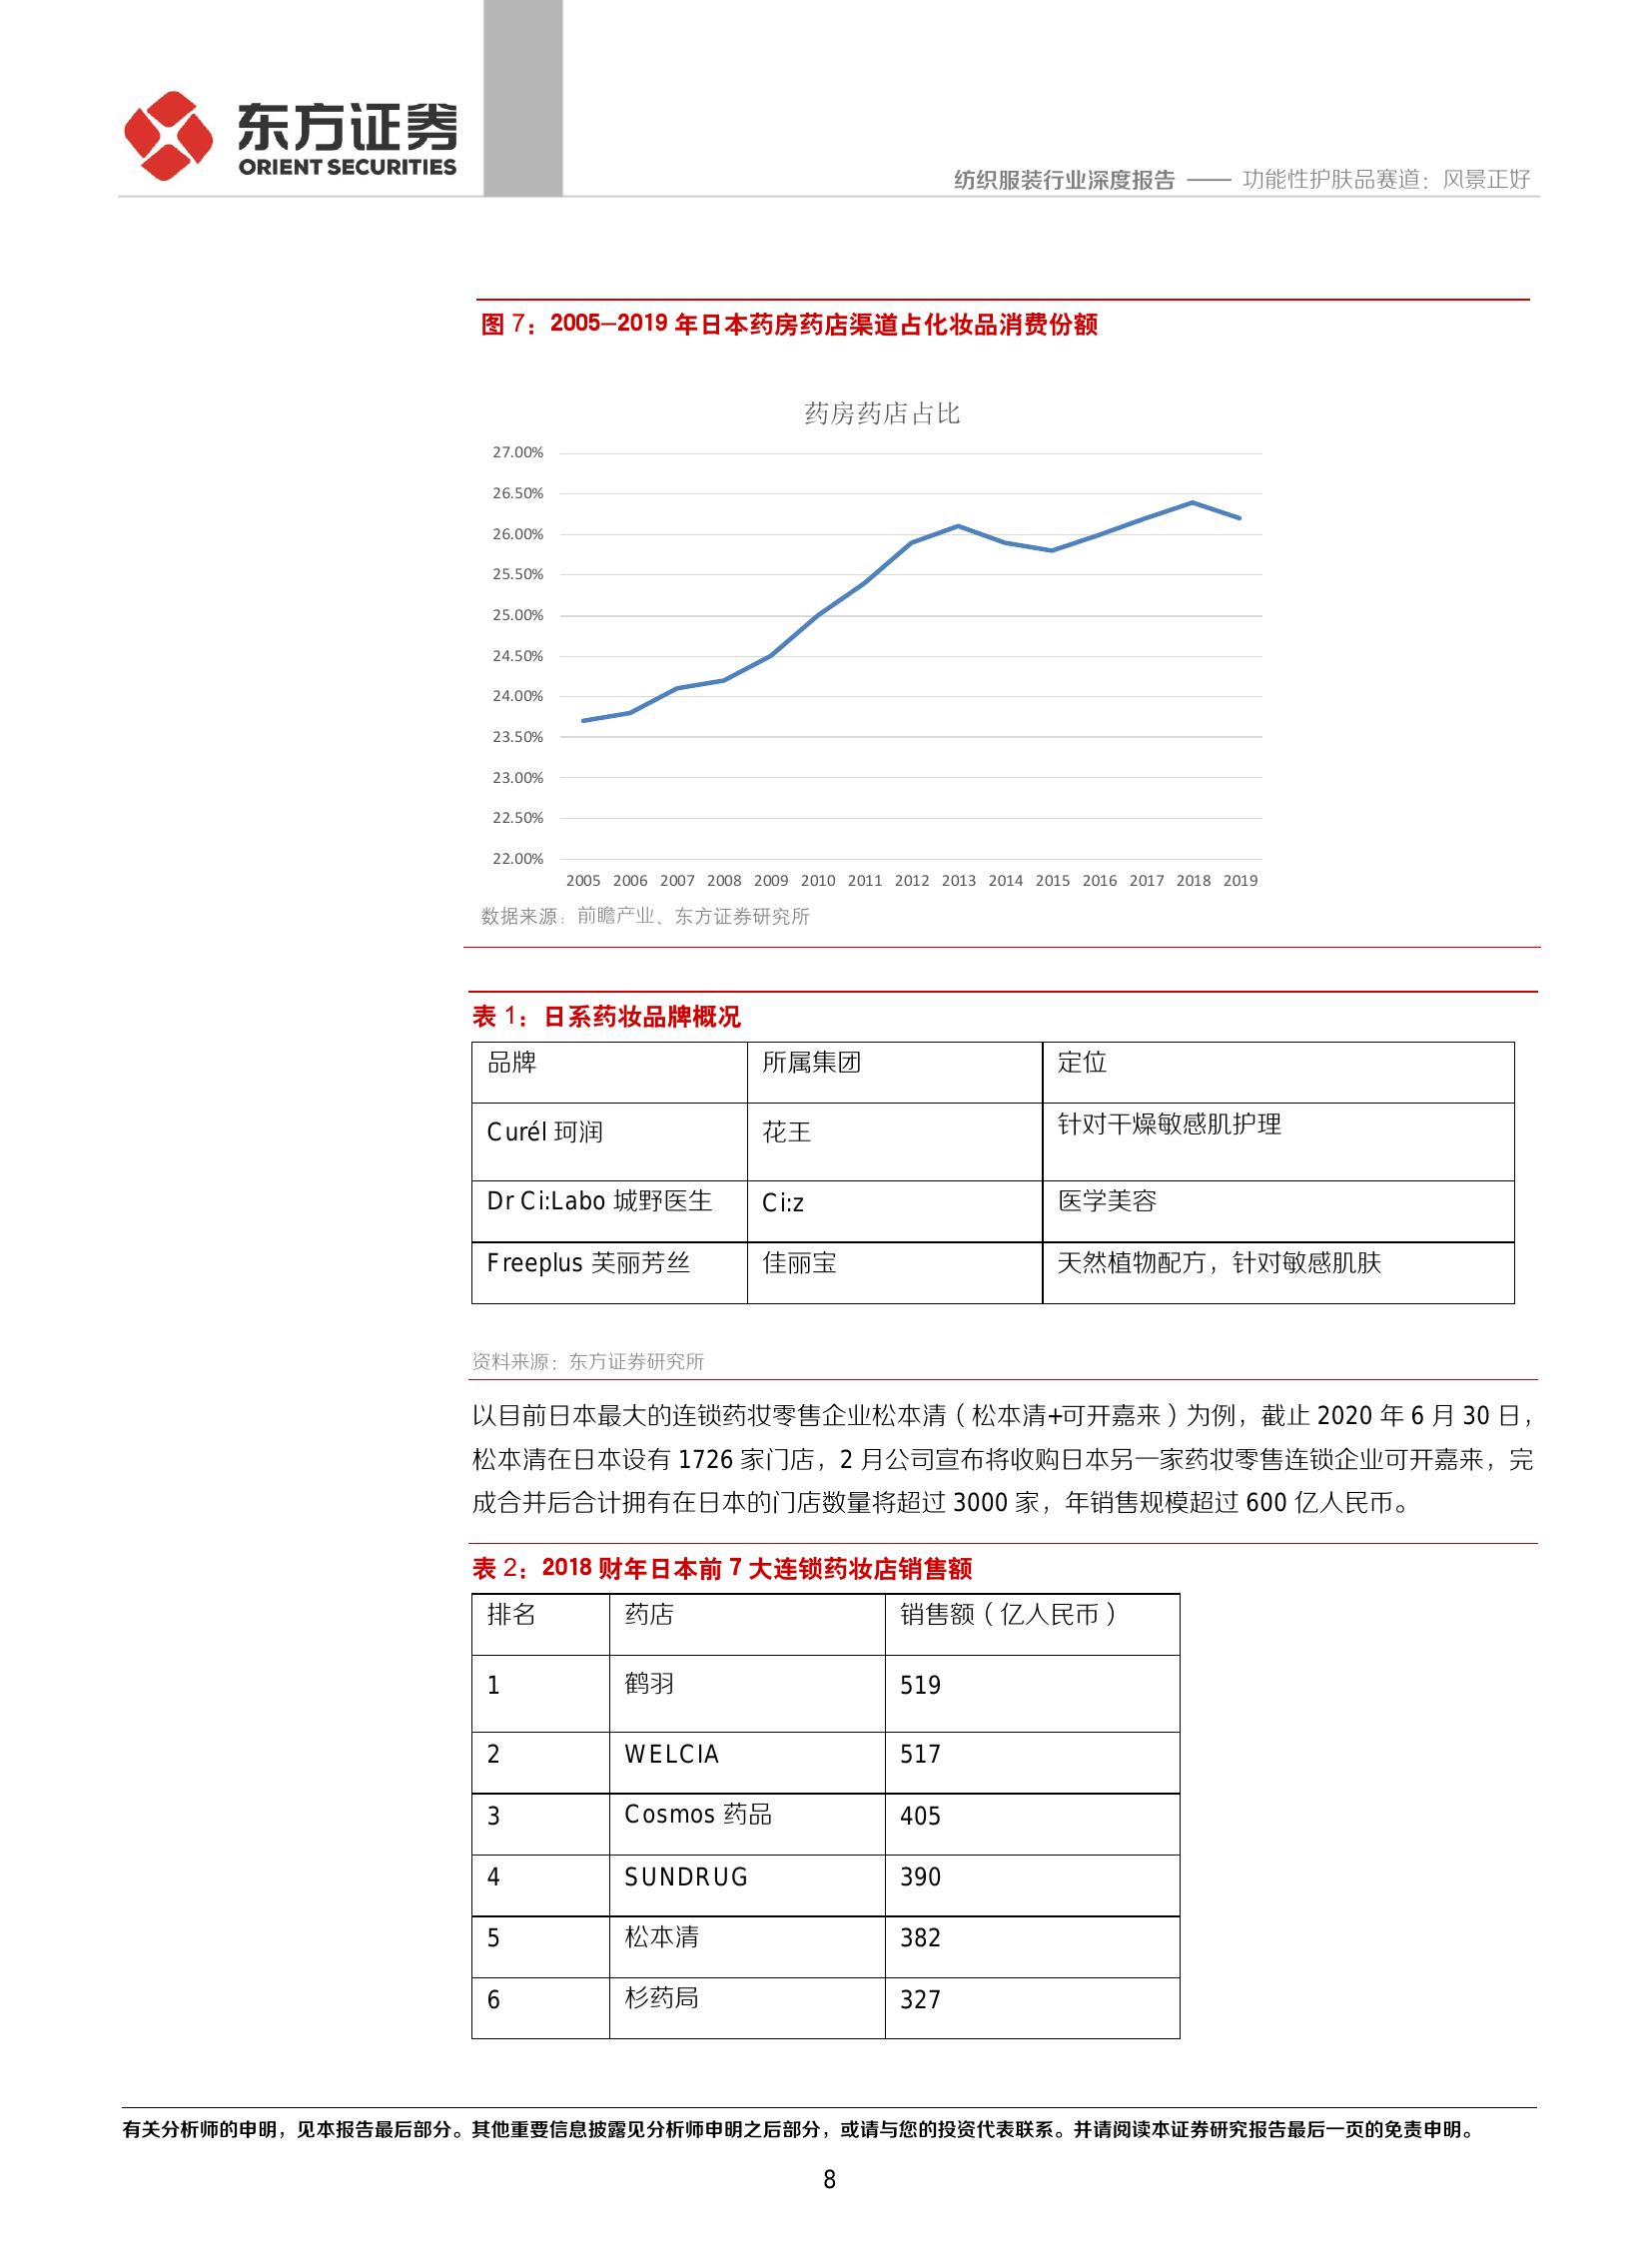 东方证券
ORIENT SECURITIES
纺织服装行业深度报告 —— 功能性护肤品赛道：风景正好
图 7：2005-2019 年日本药房药店渠道占化妆品消费份额
药房药店占比
27.00%
26.50%
26.00%
25.50%
25.00%
24.50%
24.00%
23.50%
23.00%
22.50%
22.00%
2005 2006 2007 2008 2009 2010 2011 2012 2013 2014 2015 2016 2017 2018 2019
数据来源：前瞻产业、东方证券研究所
表 1：日系药妆品牌概况
品牌 所属集团 定位
Curél 珂润 花王 针对干燥敏感肌护理
Dr Ci:Labo 城野医生 Ci:z 医学美容
Freeplus 芙丽芳丝 佳丽宝 天然植物配方，针对敏感肌肤
资料来源：东方证券研究所
以目前日本最大的连锁药妆零售企业松本清（松本清+可开嘉来）为例，截止 2020 年 6 月 30 日，
松本清在日本设有 1726 家门店，2 月公司宣布将收购日本另一家药妆零售连锁企业可开嘉来，完
成合并后合计拥有在日本的门店数量将超过 3000 家，年销售规模超过 600 亿人民币。
表 2：2018 财年日本前 7 大连锁药妆店销售额
排名 药店 销售额（亿人民币）
1 鹤羽 519
2 WELCIA 517
3 Cosmos 药品 405
4 SUNDRUG 390
5 松本清 382
6 杉药局 327
有关分析师的申明，见本报告最后部分。其他重要信息披露见分析师申明之后部分，或请与您的投资代表联系。并请阅读本证券研究报告最后一页的免责申明。
8